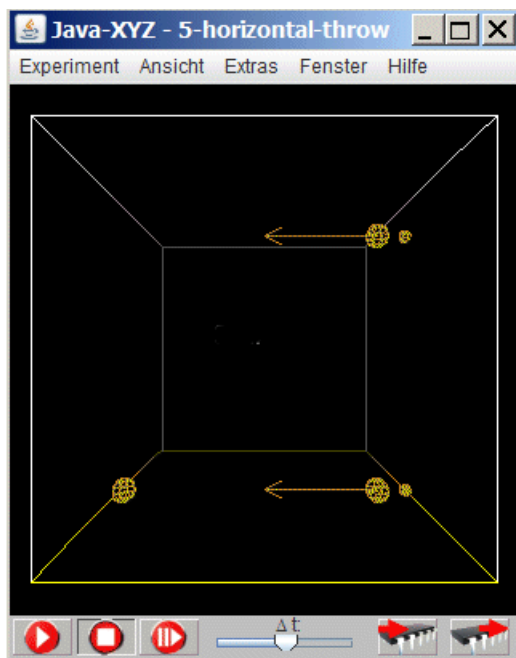 Java-XYZ - 5-horizontal-throw
Experiment Ansicht Extras Fenster Hilfe
Δt